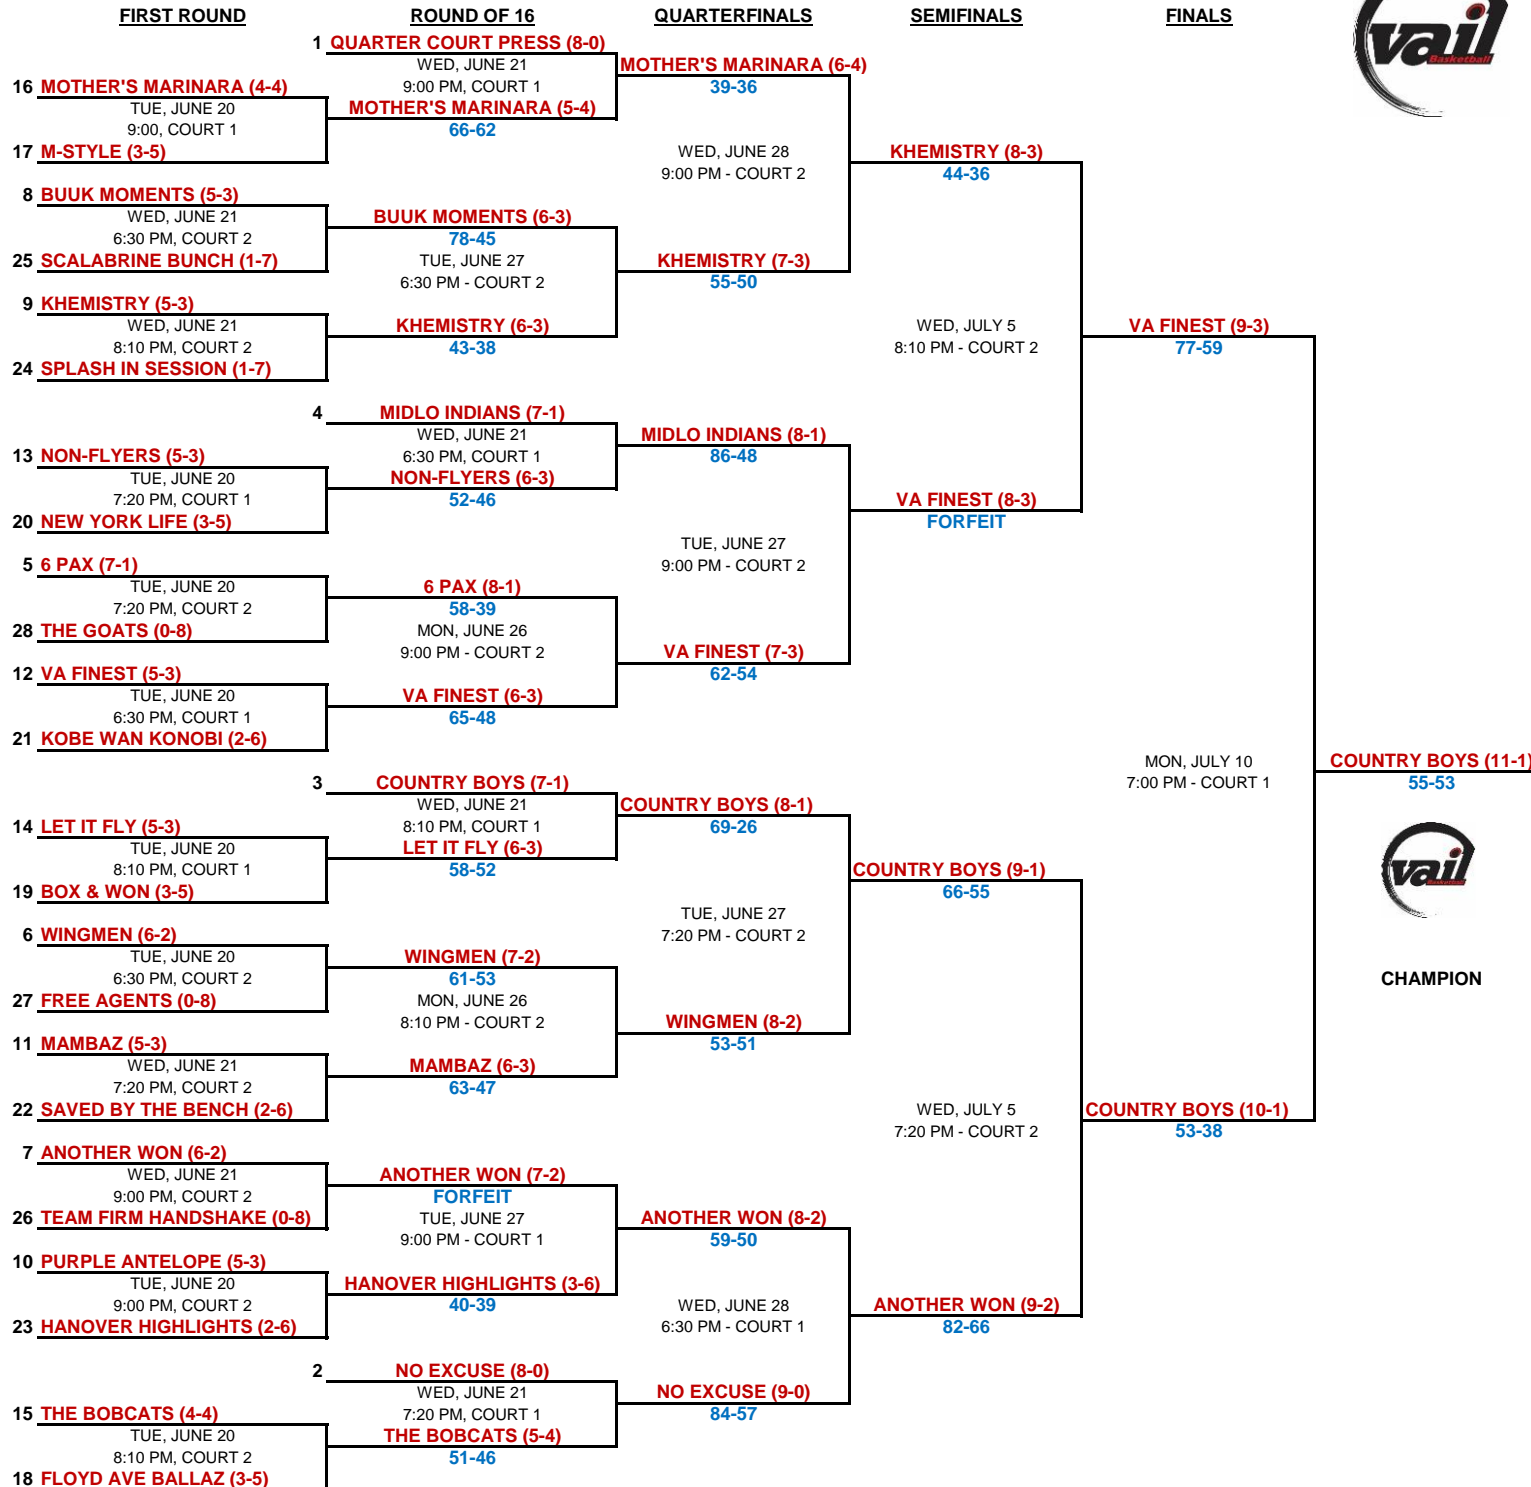 FIRST ROUND
ROUND OF 16
QUARTERFINALS
SEMIFINALS
FINALS
vail
Basketball
1 QUARTER COURT PRESS (8-0)
WED, JUNE 21
9:00 PM, COURT 1
MOTHER'S MARINARA (6-4)
39-36
16 MOTHER'S MARINARA (4-4)
TUE, JUNE 20
9:00, COURT 1
MOTHER'S MARINARA (5-4)
66-62
17 M-STYLE (3-5)
WED, JUNE 28
9:00 PM - COURT 2
KHEMISTRY (8-3)
44-36
8 BUUK MOMENTS (5-3)
WED, JUNE 21
6:30 PM, COURT 2
BUUK MOMENTS (6-3)
78-45
25 SCALABRINE BUNCH (1-7)
TUE, JUNE 27
6:30 PM - COURT 2
KHEMISTRY (7-3)
55-50
9 KHEMISTRY (5-3)
WED, JUNE 21
8:10 PM, COURT 2
KHEMISTRY (6-3)
43-38
WED, JULY 5
8:10 PM - COURT 2
VA FINEST (9-3)
77-59
24 SPLASH IN SESSION (1-7)
4 MIDLO INDIANS (7-1)
WED, JUNE 21
6:30 PM, COURT 1
MIDLO INDIANS (8-1)
86-48
13 NON-FLYERS (5-3)
TUE, JUNE 20
7:20 PM, COURT 1
NON-FLYERS (6-3)
52-46
VA FINEST (8-3)
FORFEIT
20 NEW YORK LIFE (3-5)
TUE, JUNE 27
9:00 PM - COURT 2
5 6 PAX (7-1)
TUE, JUNE 20
7:20 PM, COURT 2
6 PAX (8-1)
58-39
28 THE GOATS (0-8)
MON, JUNE 26
9:00 PM - COURT 2
VA FINEST (7-3)
62-54
12 VA FINEST (5-3)
TUE, JUNE 20
6:30 PM, COURT 1
VA FINEST (6-3)
65-48
21 KOBE WAN KONOBI (2-6)
MON, JULY 10
7:00 PM - COURT 1
COUNTRY BOYS (11-1)
55-53
3 COUNTRY BOYS (7-1)
WED, JUNE 21
8:10 PM, COURT 1
COUNTRY BOYS (8-1)
69-26
14 LET IT FLY (5-3)
TUE, JUNE 20
8:10 PM, COURT 1
LET IT FLY (6-3)
58-52
vail
Basketball
COUNTRY BOYS (9-1)
66-55
19 BOX & WON (3-5)
TUE, JUNE 27
7:20 PM - COURT 2
6 WINGMEN (6-2)
TUE, JUNE 20
6:30 PM, COURT 2
WINGMEN (7-2)
61-53
CHAMPION
27 FREE AGENTS (0-8)
MON, JUNE 26
8:10 PM - COURT 2
WINGMEN (8-2)
53-51
11 MAMBAZ (5-3)
WED, JUNE 21
7:20 PM, COURT 2
MAMBAZ (6-3)
63-47
22 SAVED BY THE BENCH (2-6)
WED, JULY 5
7:20 PM - COURT 2
COUNTRY BOYS (10-1)
53-38
7 ANOTHER WON (6-2)
WED, JUNE 21
9:00 PM, COURT 2
ANOTHER WON (7-2)
FORFEIT
26 TEAM FIRM HANDSHAKE (0-8)
TUE, JUNE 27
9:00 PM - COURT 1
ANOTHER WON (8-2)
59-50
10 PURPLE ANTELOPE (5-3)
TUE, JUNE 20
9:00 PM, COURT 2
HANOVER HIGHLIGHTS (3-6)
40-39
23 HANOVER HIGHLIGHTS (2-6)
WED, JUNE 28
6:30 PM - COURT 1
ANOTHER WON (9-2)
82-66
2 NO EXCUSE (8-0)
WED, JUNE 21
7:20 PM, COURT 1
NO EXCUSE (9-0)
84-57
15 THE BOBCATS (4-4)
TUE, JUNE 20
8:10 PM, COURT 2
THE BOBCATS (5-4)
51-46
18 FLOYD AVE BALLAZ (3-5)